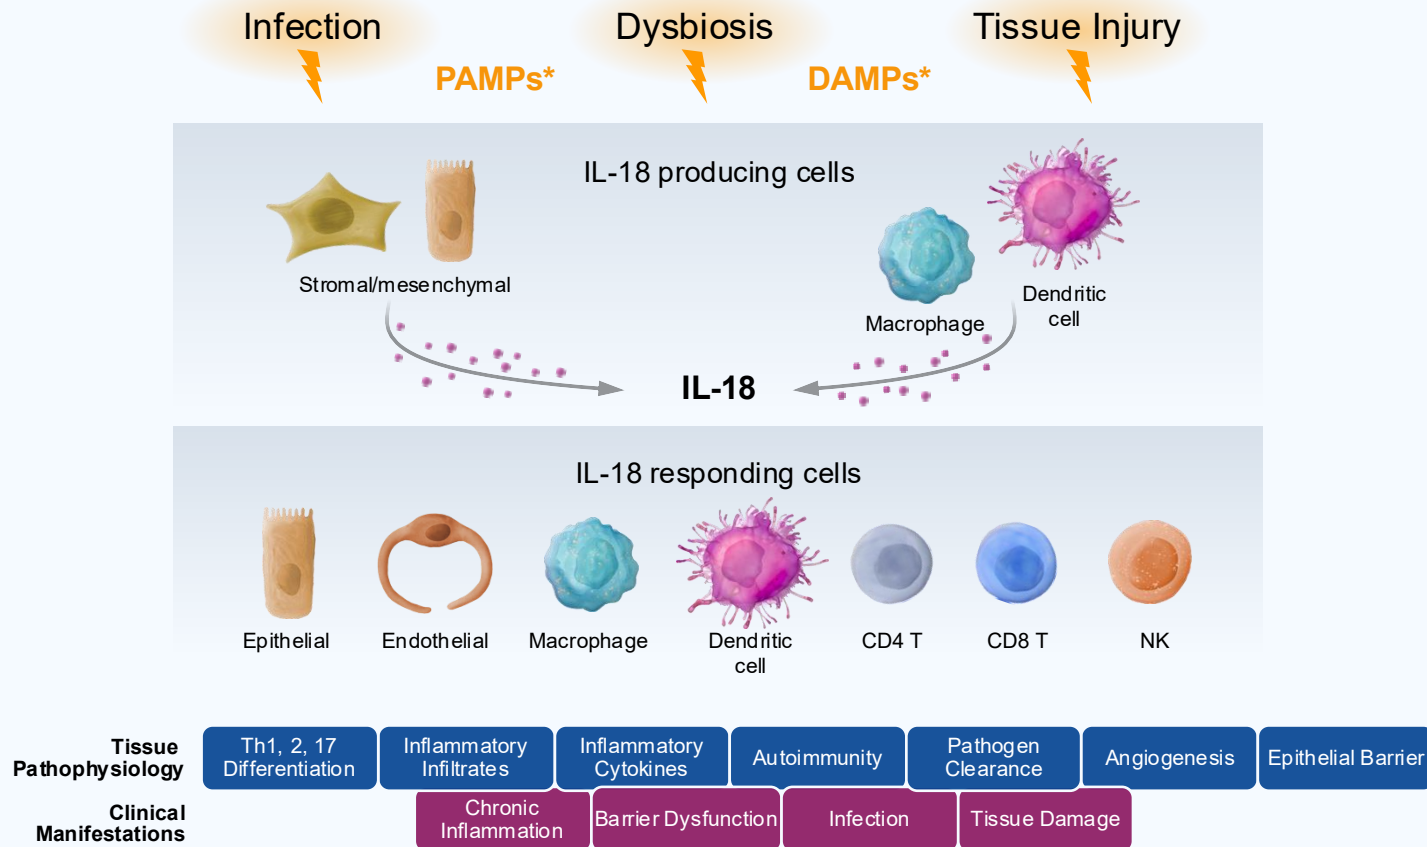 Infection
Dysbiosis
Tissue Injury
PAMPs*
DAMPs*
IL-18 producing cells
Stromal/mesenchymal
Macrophage
Dendritic
cell
IL-18
IL-18 responding cells
Epithelial
Endothelial
Macrophage
Dendritic
cell
CD4 T
CD8 T
NK
Tissue
Pathophysiology
Th1, 2, 17
Differentiation
Inflammatory
Infiltrates
Inflammatory
Cytokines
Autoimmunity
Pathogen
Clearance
Angiogenesis
Epithelial Barrier
Clinical
Manifestations
Chronic
Inflammation
Barrier Dysfunction
Infection
Tissue Damage